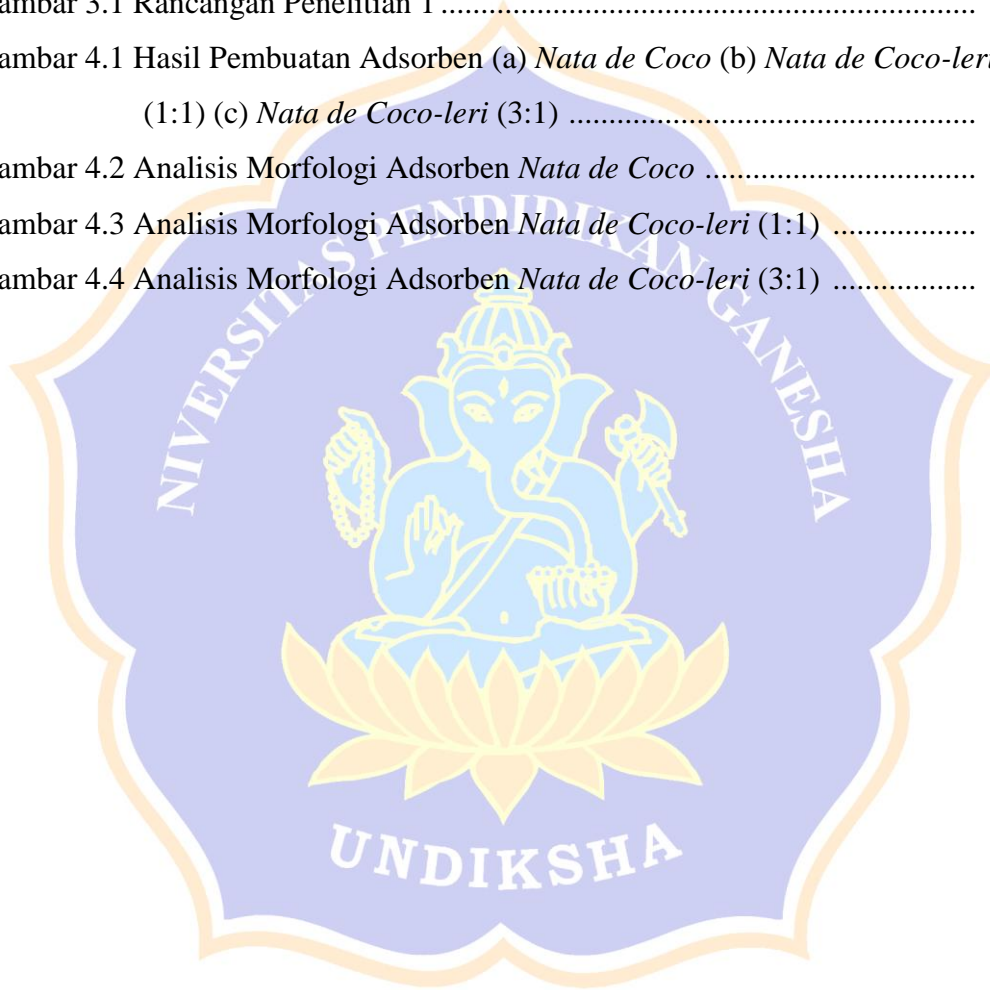 ambar 3.1 Rancangan Penelitian 1 ....................................................................
ambar 4.1 Hasil Pembuatan Adsorben (a) Nata de Coco (b) Nata de Coco-leri
(1:1) (c) Nata de Coco-leri (3:1) ...................................................
ambar 4.2 Analisis Morfologi Adsorben Nata de Coco ..................................
ambar 4.3 Analisis Morfologi Adsorben Nata de Coco-leri (1:1) ..................
ambar 4.4 Analisis Morfologi Adsorben Nata de Coco-leri (3:1) ..................
NIVERSITAS PENDIDIKAN GANESHA
UNDIKSHA